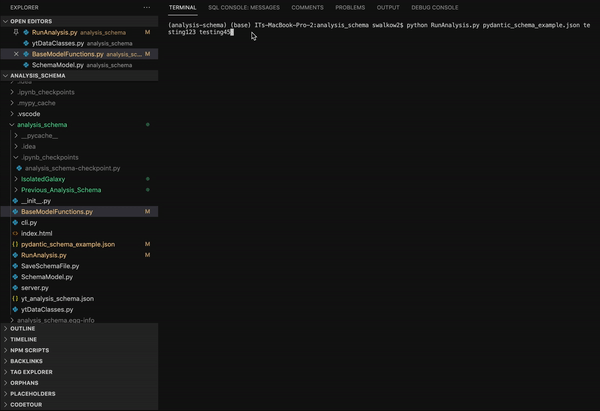 EXPLORER
OPEN EDITORS
RunAnalysis.py analysis_schema M
ytDataClasses.py analysis_schema
BaseModelFunctions.py analysis_sc... M
SchemaModel.py analysis_schema
ANALYSIS_SCHEMA
.idea
.ipynb_checkpoints
.mypy_cache
.vscode
analysis_schema
__pycache__
.idea
.ipynb_checkpoints
analysis_schema-checkpoint.py
IsolatedGalaxy
Previous_Analysis_Schema
__init__.py
BaseModelFunctions.py M
cli.py
index.html
pydantic_schema_example.json M
RunAnalysis.py M
SaveSchemaFile.py
SchemaModel.py
server.py
yt_analysis_schema.json
ytDataClasses.py
analysis_schema.egg-info
OUTLINE
TIMELINE
NPM SCRIPTS
BACKLINKS
TAG EXPLORER
ORPHANS
PLACEHOLDERS
CODETOUR
TERMINAL SQL CONSOLE: MESSAGES COMMENTS PROBLEMS OUTPUT DEBUG CONSOLE
(analysis-schema) (base) ITs-MacBook-Pro-2:analysis_schema swalkow2$ python RunAnalysis.py pydantic_schema_example.json te
sting123 testing45